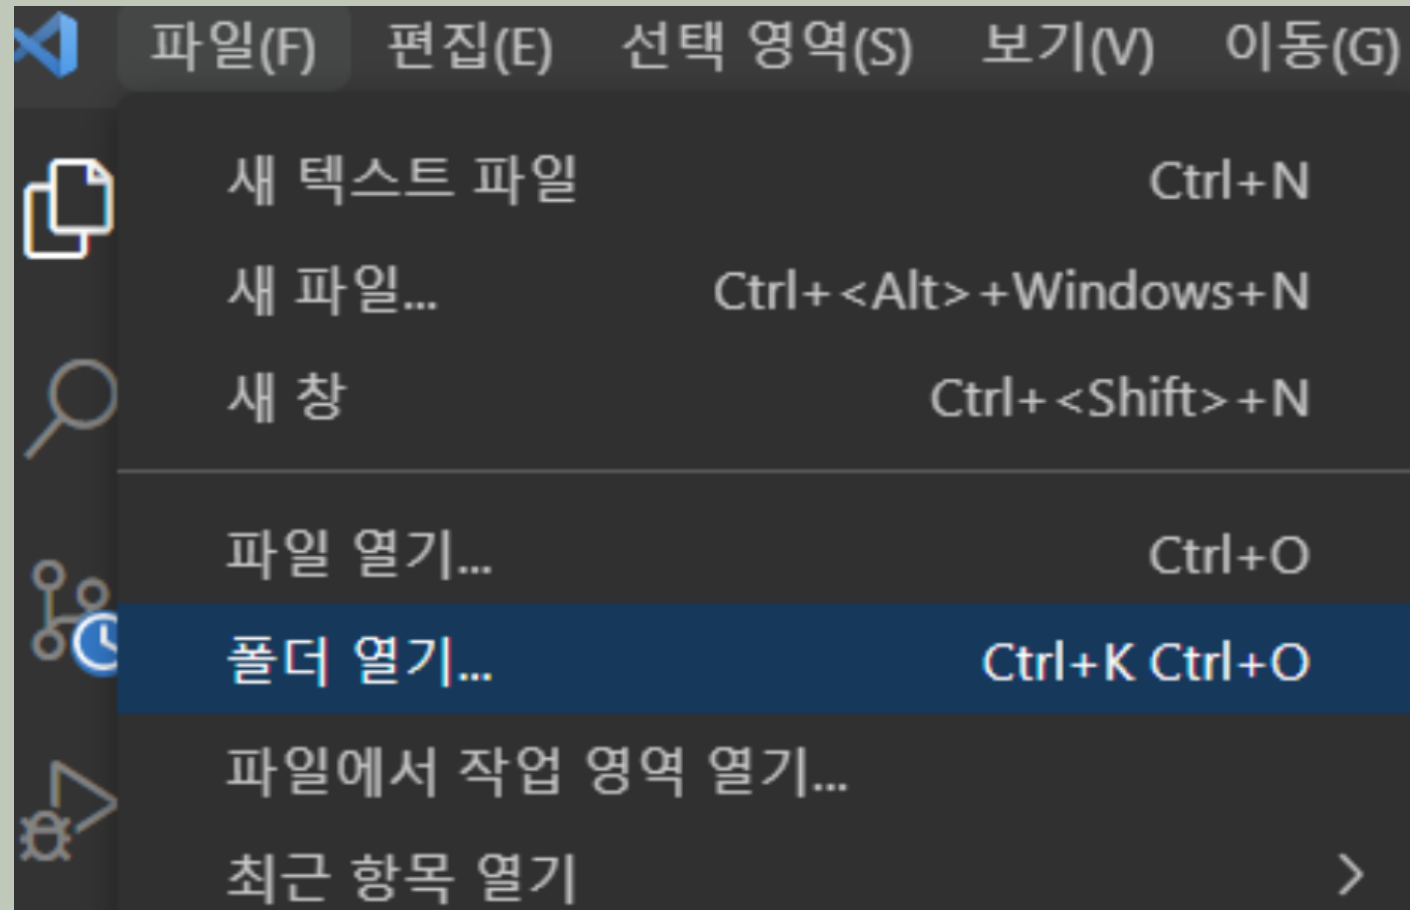 파일(F) 편집(E) 선택 영역(S) 보기(V) 이동(G)
새 텍스트 파일 Ctrl+N
새 파일... Ctrl+<Alt>+Windows+N
새 창 Ctrl+<Shift>+N
파일 열기... Ctrl+O
폴더 열기... Ctrl+K Ctrl+O
파일에서 작업 영역 열기...
최근 항목 열기